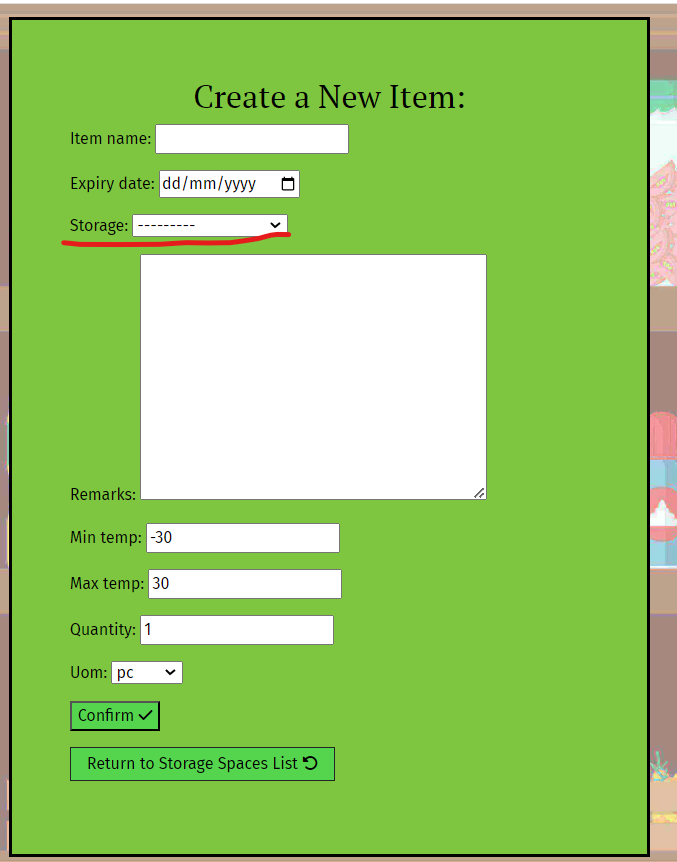 Create a New Item:
Item name:
Expiry date: dd/mm/yyyy
Storage: ---------
Remarks:
Min temp: -30
Max temp: 30
Quantity: 1
Uom: pc
Confirm
Return to Storage Spaces List